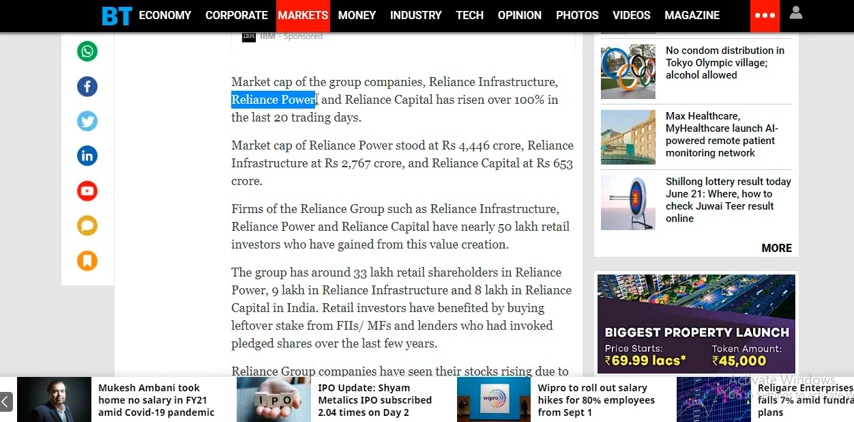 BT ECONOMY CORPORATE MARKETS MONEY INDUSTRY TECH OPINION PHOTOS VIDEOS MAGAZINE
IBM - Sponsored
Market cap of the group companies, Reliance Infrastructure,
Reliance Power and Reliance Capital has risen over 100% in
the last 20 trading days.
Market cap of Reliance Power stood at Rs 4,446 crore, Reliance
Infrastructure at Rs 2,767 crore, and Reliance Capital at Rs 653
crore.
Firms of the Reliance Group such as Reliance Infrastructure,
Reliance Power and Reliance Capital have nearly 50 lakh retail
investors who have gained from this value creation.
The group has around 33 lakh retail shareholders in Reliance
Power, 9 lakh in Reliance Infrastructure and 8 lakh in Reliance
Capital in India. Retail investors have benefited by buying
leftover stake from FIIs/ MFs and lenders who had invoked
pledged shares over the last few years.
Reliance Group companies have seen their stocks rising due to
No condom distribution in
Tokyo Olympic village;
alcohol allowed
Max Healthcare,
MyHealthcare launch AI-
powered remote patient
monitoring network
Shillong lottery result today
June 21: Where, how to
check Juwai Teer result
online
MORE
BIGGEST PROPERTY LAUNCH
Price Starts: Token Amount:
₹69.99 lacs* ₹45,000
Activate Windows
Mukesh Ambani took
home no salary in FY21
amid Covid-19 pandemic
IPO
IPO Update: Shyam
Metalics IPO subscribed
2.04 times on Day 2
wipro
Wipro to roll out salary
hikes for 80% employees
from Sept 1
Religare Enterprises
falls 7% amid fundra
plans